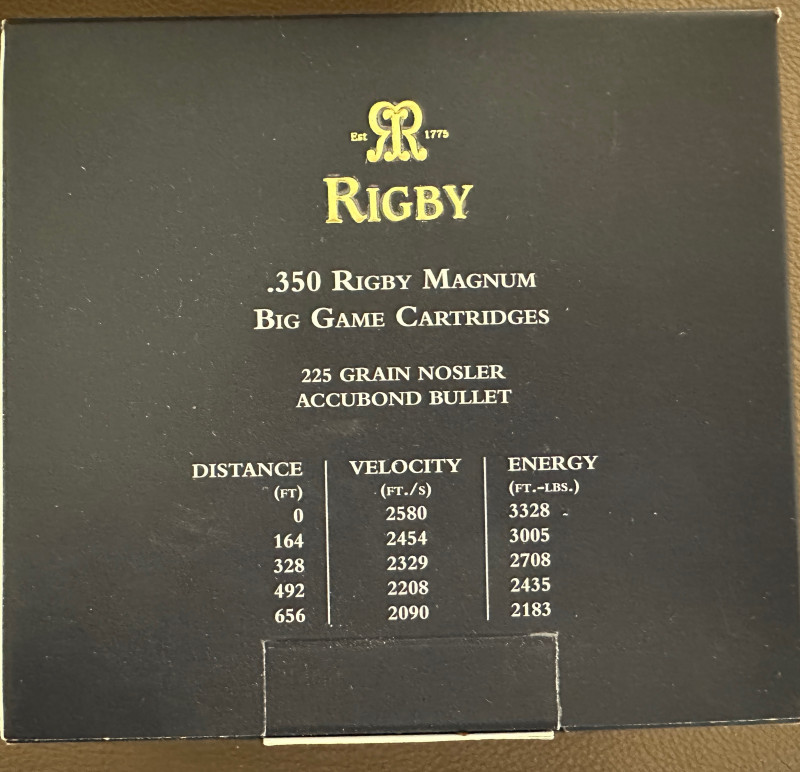 Est RR 1775
RIGBY
.350 RIGBY MAGNUM
BIG GAME CARTRIDGES
225 GRAIN NOSLER
ACCUBOND BULLET
DISTANCE VELOCITY ENERGY
(FT) (FT./S) (FT.-LBS.)
0 2580 3328
164 2454 3005
328 2329 2708
492 2208 2435
656 2090 2183